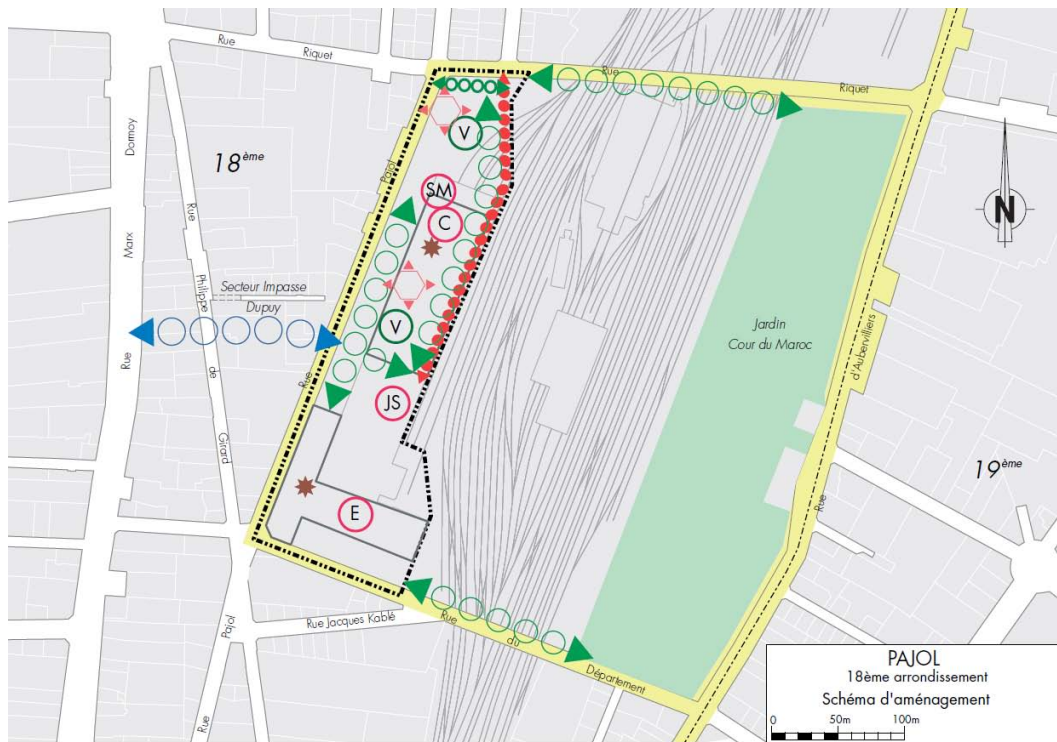 Rue
Riquet
Rue
Riquet
Dormoy
Marx
Rue
18ème
Rue
Philippe
de
Girard
Pajol
Rue
V
SM
C
Secteur Impasse
Dupuy
V
JS
E
N
Jardin
Cour du Maroc
d'Aubervilliers
Rue
19ème
Rue Jacques Kablé
Pajol
Rue
Rue
du
Département
PAJOL
18ème arrondissement
Schéma d'aménagement
0 50m 100m